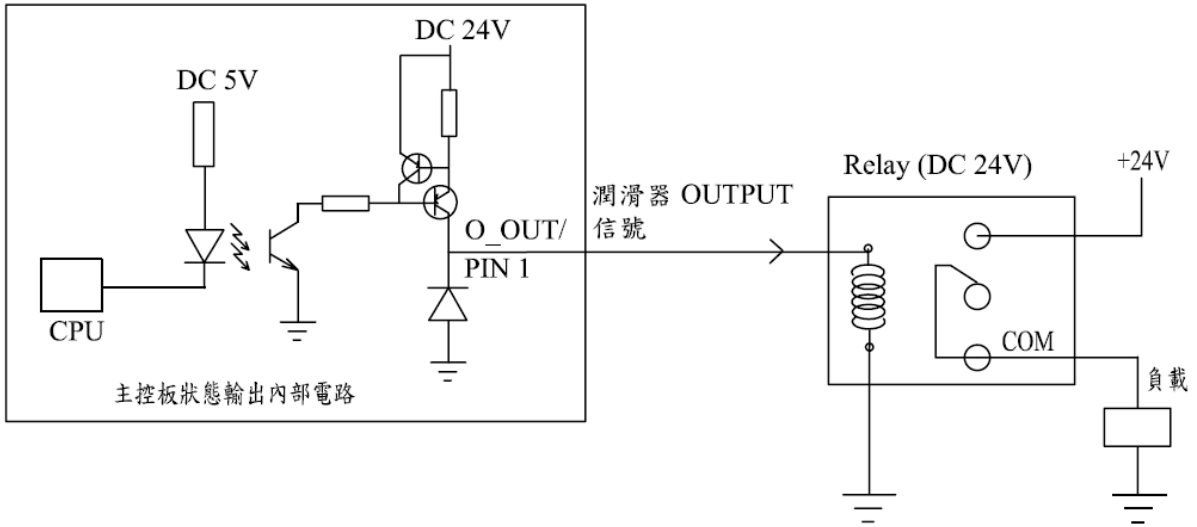 DC 24V
DC 5V
CPU
O_OUT/
PIN 1
主控板狀態輸出內部電路
潤滑器 OUTPUT
信號
Relay (DC 24V)
+24V
COM
負載